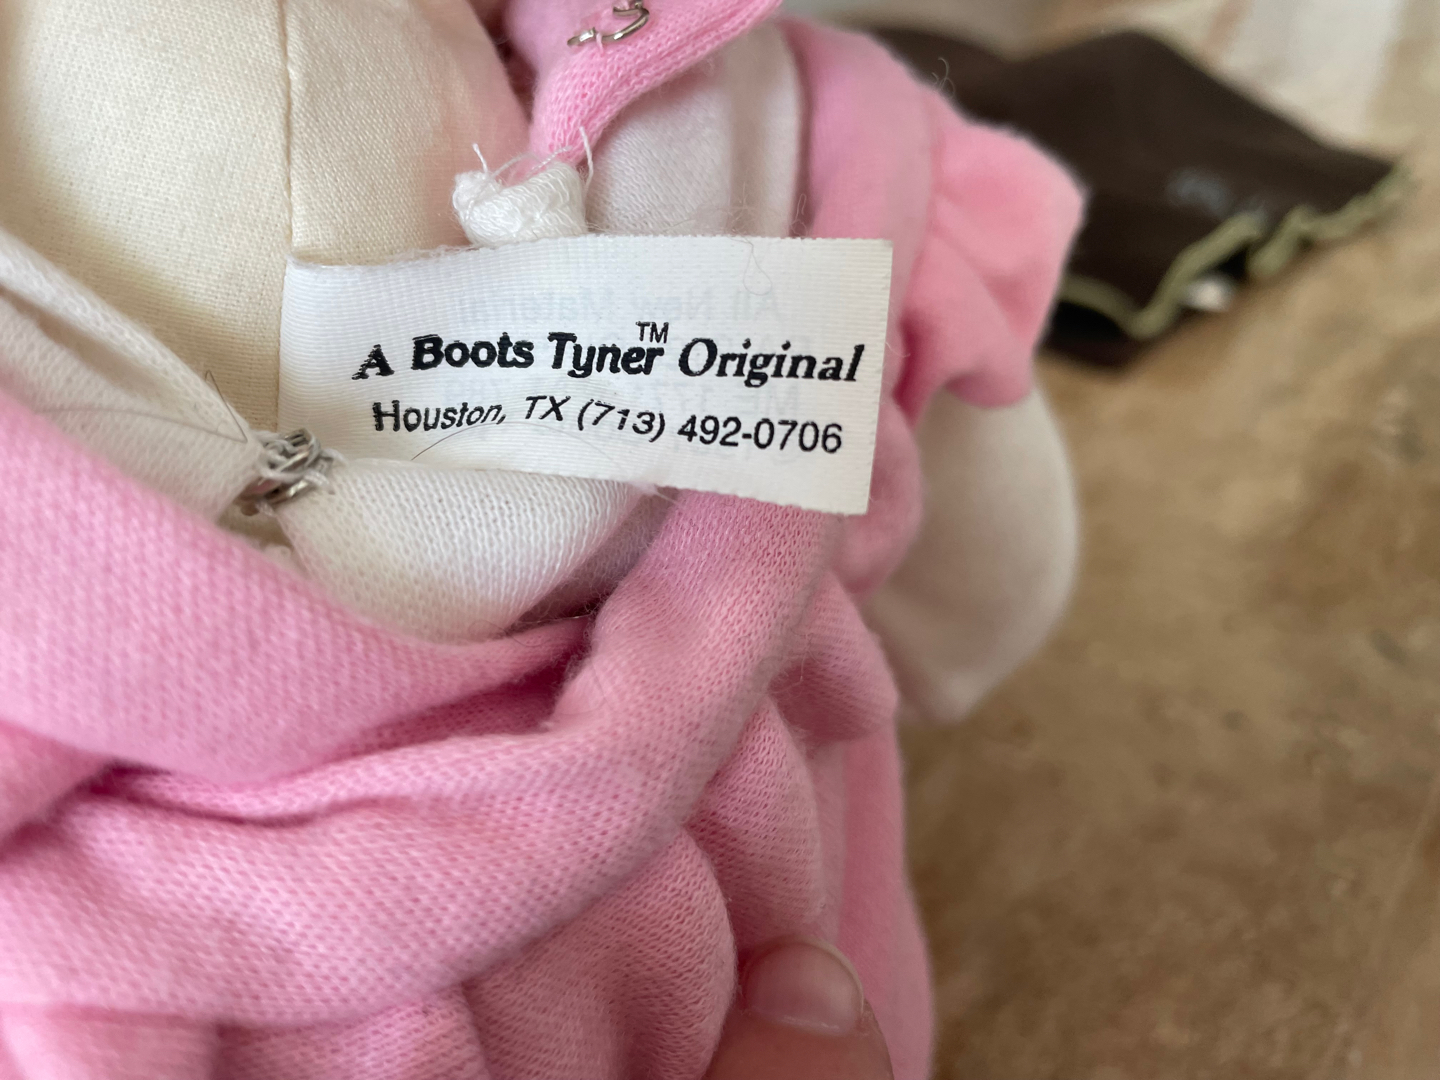 A Boots Tyner™ Original
Houston, TX (713) 492-0706